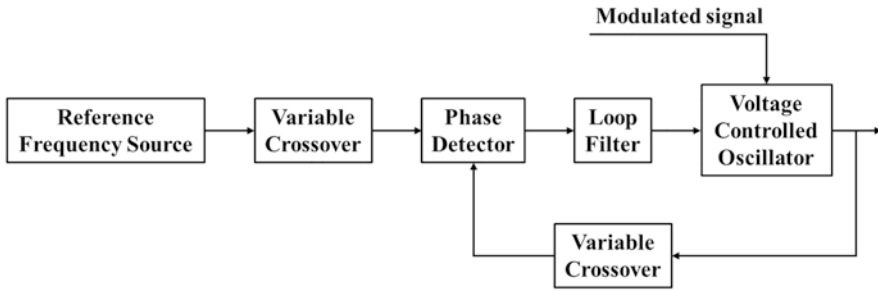 Modulated signal
Reference
Frequency Source
Variable
Crossover
Phase
Detector
Loop
Filter
Voltage
Controlled
Oscillator
Variable
Crossover